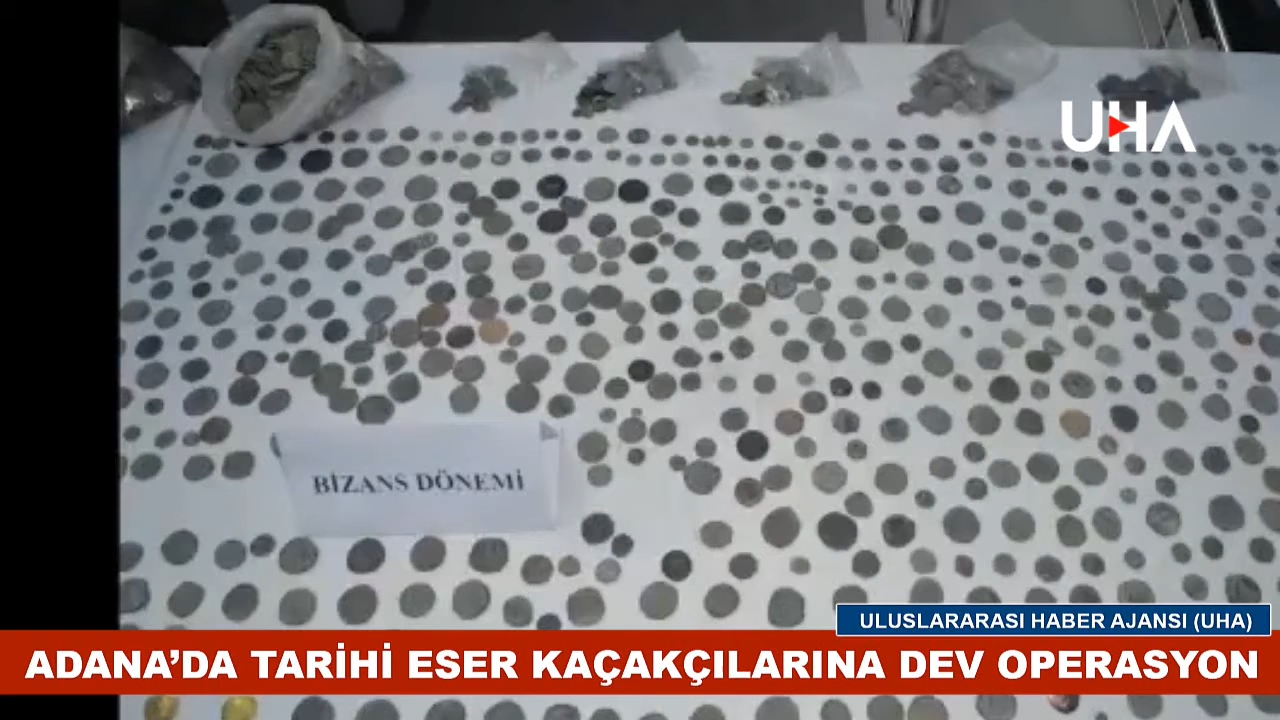 UHA
BİZANS DÖNEMİ
ULUSLARARASI HABER AJANSI (UHA)
ADANA’DA TARİHİ ESER KAÇAKÇILARINA DEV OPERASYON